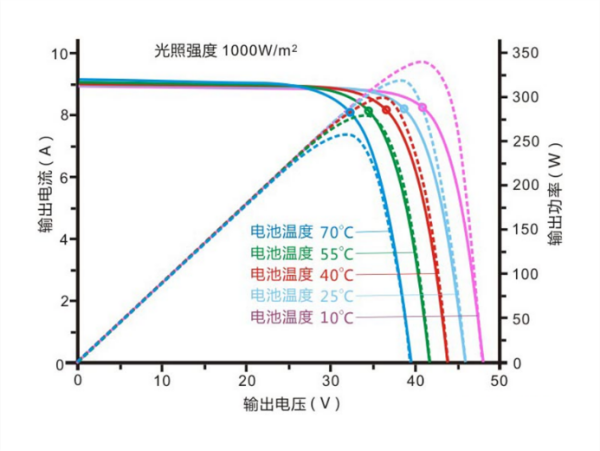 光照强度 1000W/m²
输出电流 ( A )
10
8
6
4
2
0
350
300
250
200
150
100
50
0
输出功率 ( W )
电池温度 70℃
电池温度 55℃
电池温度 40℃
电池温度 25℃
电池温度 10℃
0
10
20
30
40
50
输出电压 ( V )